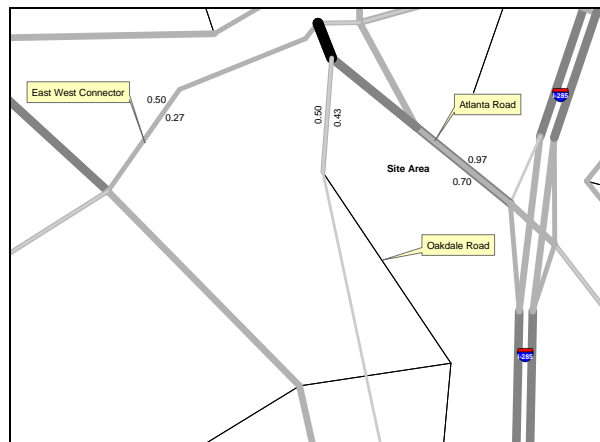 I-285
East West Connector
0.50
0.27
0.50
0.43
Atlanta Road
0.97
Site Area
0.70
Oakdale Road
I-285